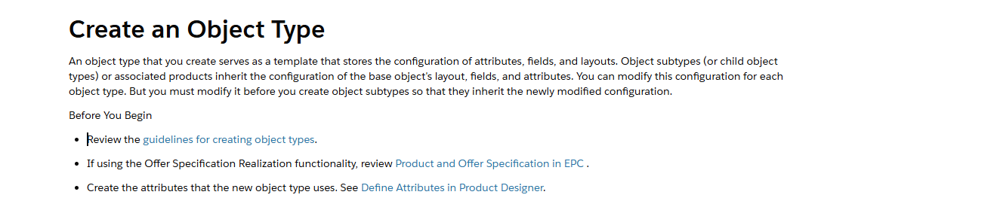 Create an Object Type
An object type that you create serves as a template that stores the configuration of attributes, fields, and layouts. Object subtypes (or child object
types) or associated products inherit the configuration of the base object's layout, fields, and attributes. You can modify this configuration for each
object type. But you must modify it before you create object subtypes so that they inherit the newly modified configuration.
Before You Begin
• Review the guidelines for creating object types.
• If using the Offer Specification Realization functionality, review Product and Offer Specification in EPC .
• Create the attributes that the new object type uses. See Define Attributes in Product Designer.